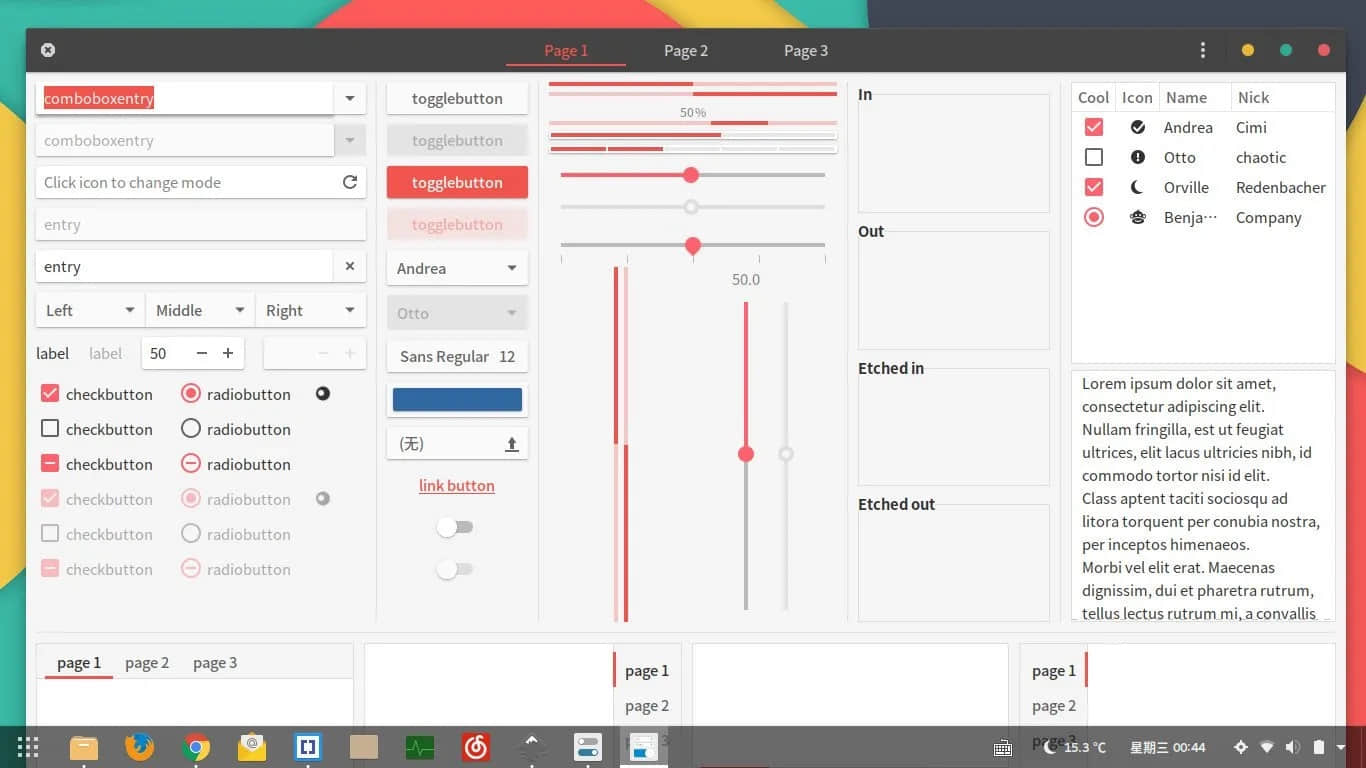 Page 1
Page 2
Page 3
comboboxentry
comboboxentry
Click icon to change mode
entry
entry
Left
Middle
Right
label
label
50
checkbutton
radiobutton
checkbutton
radiobutton
checkbutton
radiobutton
checkbutton
radiobutton
checkbutton
radiobutton
checkbutton
radiobutton
togglebutton
togglebutton
togglebutton
togglebutton
Andrea
Otto
Sans Regular 12
(无)
link button
50%
50.0
In
Out
Etched in
Etched out
Cool Icon Name Nick
Andrea Cimi
Otto chaotic
Orville Redenbacher
Benja⋯ Company
Lorem ipsum dolor sit amet,
consectetur adipiscing elit.
Nullam fringilla, est ut feugiat
ultrices, elit lacus ultricies nibh, id
commodo tortor nisi id elit.
Class aptent taciti sociosqu ad
litora torquent per conubia nostra,
per inceptos himenaeos.
Morbi vel elit erat. Maecenas
dignissim, dui et pharetra rutrum,
tellus lectus rutrum mi, a convallis
page 1
page 2
page 3
page 1
page 2
3
page 1
page 2
page 3
15.3 °C
星期三 00:44